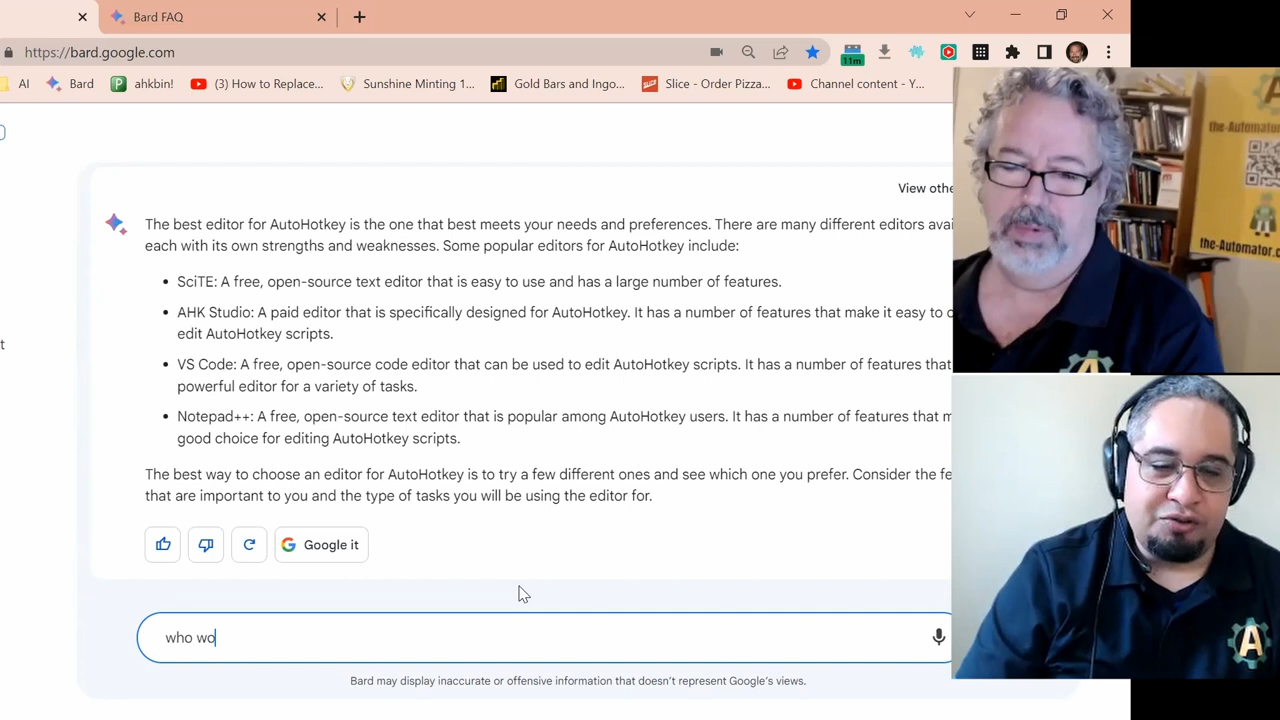 Bard FAQ
https://bard.google.com
11m
AI
Bard
ahkbin!
(3) How to Replace...
Sunshine Minting 1...
Gold Bars and Ingo...
SLICE
Slice - Order Pizza...
Channel content - Y...
View othe
The best editor for AutoHotkey is the one that best meets your needs and preferences. There are many different editors avai
each with its own strengths and weaknesses. Some popular editors for AutoHotkey include:
• SciTE: A free, open-source text editor that is easy to use and has a large number of features.
• AHK Studio: A paid editor that is specifically designed for AutoHotkey. It has a number of features that make it easy to c
edit AutoHotkey scripts.
t
• VS Code: A free, open-source code editor that can be used to edit AutoHotkey scripts. It has a number of features that
powerful editor for a variety of tasks.
• Notepad++: A free, open-source text editor that is popular among AutoHotkey users. It has a number of features that m
good choice for editing AutoHotkey scripts.
The best way to choose an editor for AutoHotkey is to try a few different ones and see which one you prefer. Consider the fe
that are important to you and the type of tasks you will be using the editor for.
Google it
who wo
Bard may display inaccurate or offensive information that doesn't represent Google's views.
the-Automator
the-Automator.c
A